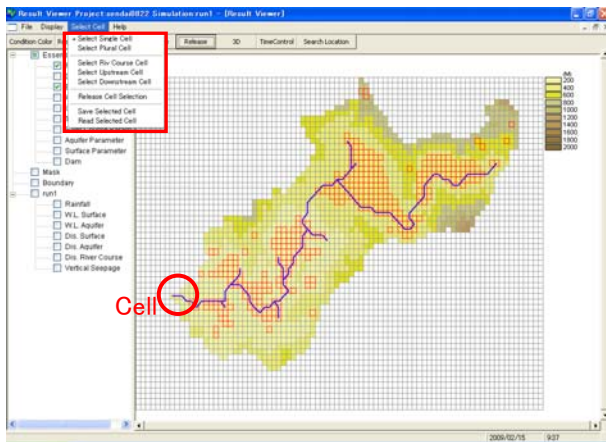 Result Viewer Project:sendai0822 Simulation:run1 - [Result Viewer]
File Display Select Cell Help
Condition Color Release 3D TimeControl Search Location
Select Single Cell
Select Plural Cell
Select Riv Course Cell
Select Upstream Cell
Select Downstream Cell
Release Cell Selection
Save Selected Cell
Read Selected Cell
Aquifer Parameter
Surface Parameter
Dam
Mask
Boundary
run1
Rainfall
W.L. Surface
W.L. Aquifer
Dis. Surface
Dis. Aquifer
Dis. River Course
Vertical Seepage
Cell
(M)
200
400
600
800
1000
1200
1400
1600
1800
2000
2009/02/15 9:37